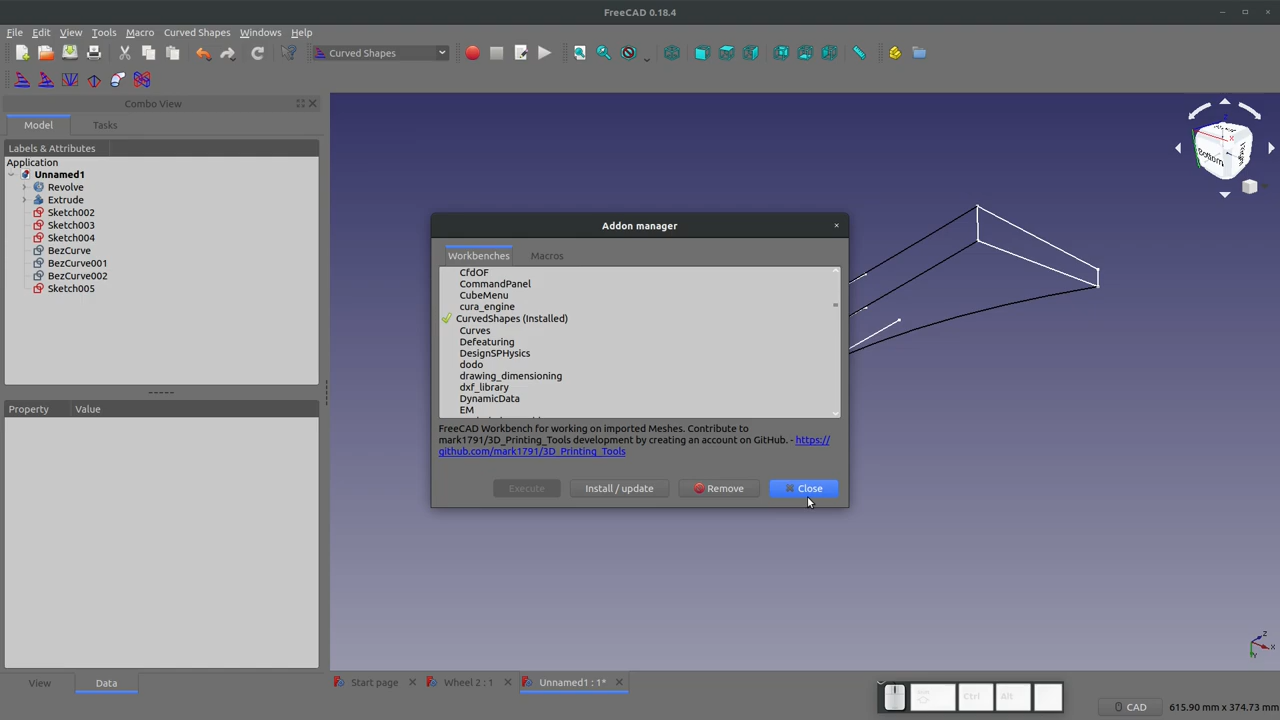 FreeCAD 0.18.4
File Edit View Tools Macro Curved Shapes Windows Help
Curved Shapes
Combo View
Model Tasks
Labels & Attributes
Application
Unnamed1
Revolve
Extrude
Sketch002
Sketch003
Sketch004
BezCurve
BezCurve001
BezCurve002
Sketch005
Property Value
View Data
Addon manager
Workbenches Macros
CfdOF
CommandPanel
CubeMenu
cura_engine
CurvedShapes (Installed)
Curves
Defeaturing
DesignSPHysics
dodo
drawing_dimensioning
dxf_library
DynamicData
EM
FreeCAD Workbench for working on imported Meshes. Contribute to
mark1791/3D_Printing_Tools development by creating an account on GitHub. - https://
github.com/mark1791/3D_Printing_Tools
Execute Install / update Remove Close
Bottom
Z
X
Y
Start page Wheel 2 : 1 Unnamed1 : 1*
Ctrl Alt
CAD 615.90 mm x 374.73 mm